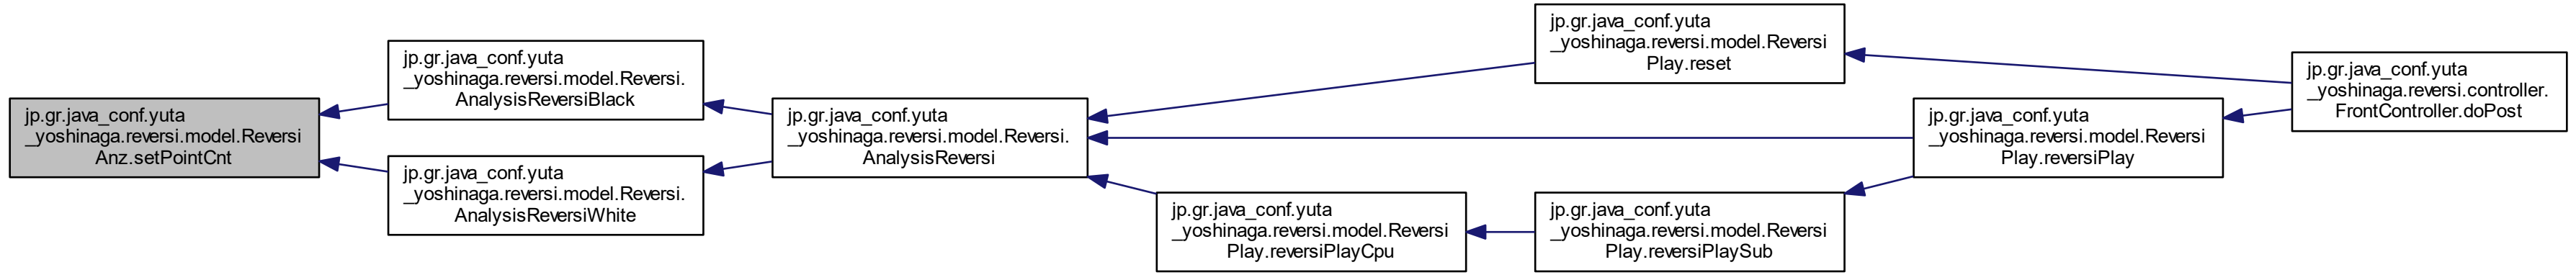 jp.gr.java_conf.yuta
_yoshinaga.reversi.model.Reversi
Anz.setPointCnt
jp.gr.java_conf.yuta
_yoshinaga.reversi.model.Reversi.
AnalysisReversiBlack
jp.gr.java_conf.yuta
_yoshinaga.reversi.model.Reversi.
AnalysisReversiWhite
jp.gr.java_conf.yuta
_yoshinaga.reversi.model.Reversi.
AnalysisReversi
jp.gr.java_conf.yuta
_yoshinaga.reversi.model.Reversi
Play.reset
jp.gr.java_conf.yuta
_yoshinaga.reversi.model.Reversi
Play.reversiPlayCpu
jp.gr.java_conf.yuta
_yoshinaga.reversi.model.Reversi
Play.reversiPlaySub
jp.gr.java_conf.yuta
_yoshinaga.reversi.model.Reversi
Play.reversiPlay
jp.gr.java_conf.yuta
_yoshinaga.reversi.controller.
FrontController.doPost